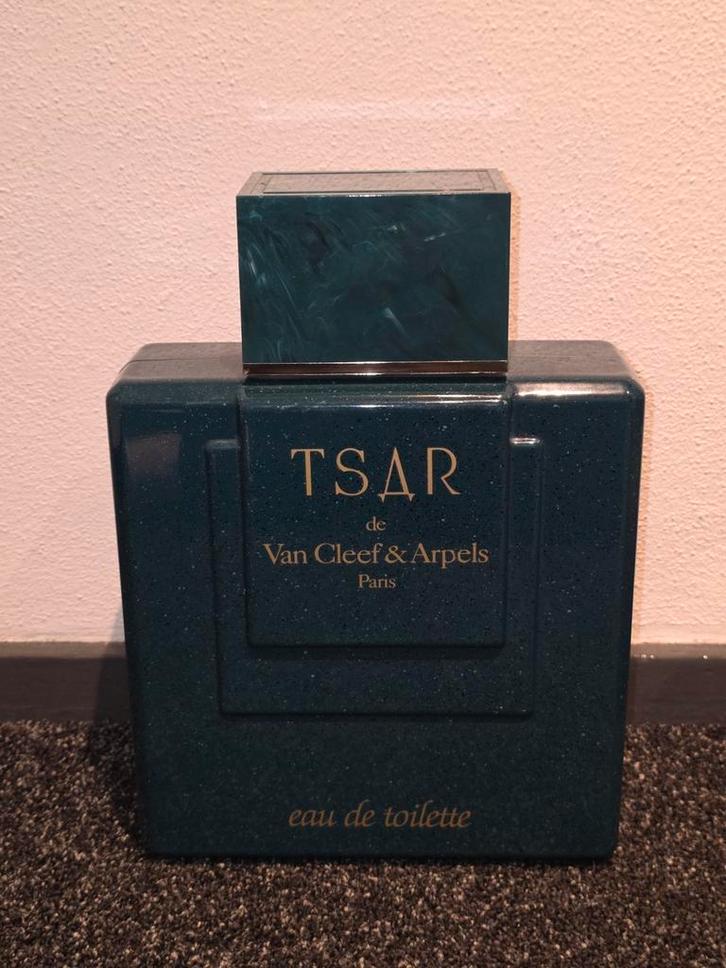 TSAR
de
Van Cleef & Arpels
Paris
eau de toilette